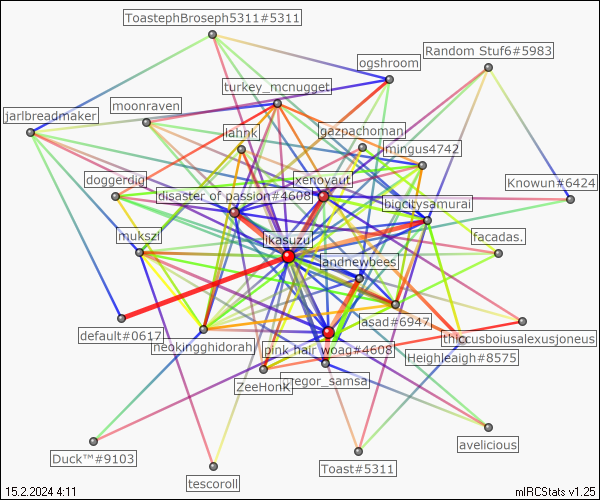 ToastephBroseph5311#5311
Random Stuf6#5983
ogshroom
turkey_mcnugget
moonraven
jarlbreadmaker
lahnk
gazpachoman
mingus4742
doggerdig
xenoyaut
Knowun#6424
disaster of passion#4608
bigcitysamurai
mukszi
ikasuzu
facadas.
andnewbees
default#0617
asad#6947
neokingghidorah
pink hair woag#4608
thiccusboiusalexusjoneus
Heighleaigh#8575
ZeeHonk
gregor_samsa
avelicious
Duck™#9103
tescoroll
Toast#5311
15.2.2024 4:11
mIRCStats v1.25